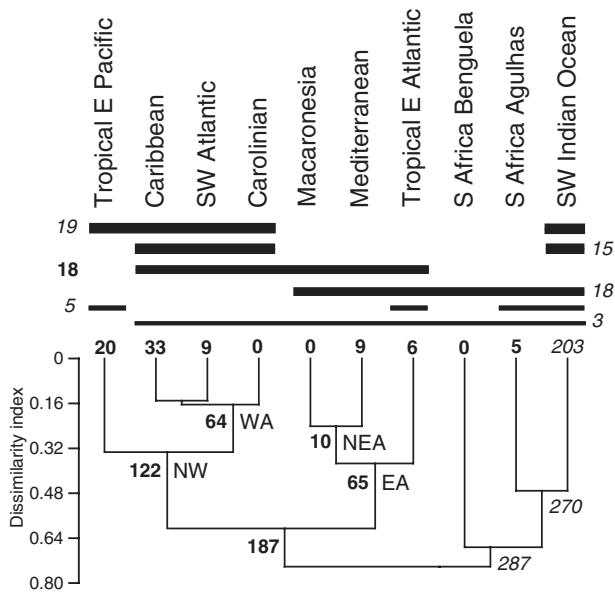 Tropical E Pacific
Caribbean
SW Atlantic
Carolinian
Macaronesia
Mediterranean
Tropical E Atlantic
S Africa Benguela
S Africa Agulhas
SW Indian Ocean
19
15
18
18
5
3
20 33 9 0 0 9 6 0 5 203
Dissimilarity index
0
0.16
0.32
0.48
0.64
0.80
64 WA
10 NEA
122 NW
65 EA
270
187
287